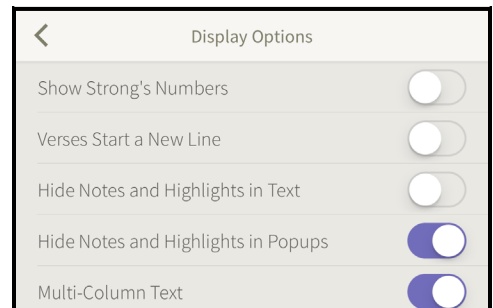 Display Options
Show Strong's Numbers
Verses Start a New Line
Hide Notes and Highlights in Text
Hide Notes and Highlights in Popups
Multi-Column Text